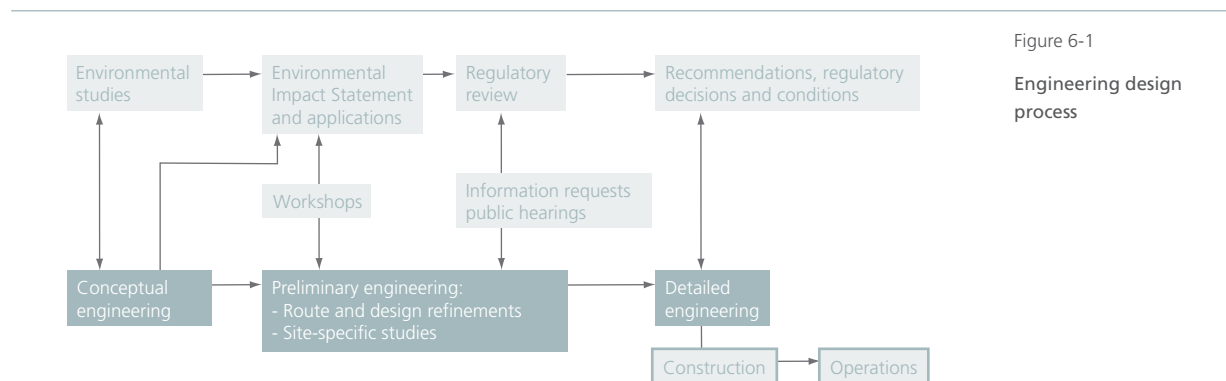 Figure 6-1
Engineering design
process
Environmental
studies
Environmental
Impact Statement
and applications
Regulatory
review
Recommendations, regulatory
decisions and conditions
Workshops
Information requests
public hearings
Conceptual
engineering
Preliminary engineering:
- Route and design refinements
- Site-specific studies
Detailed
engineering
Construction
Operations